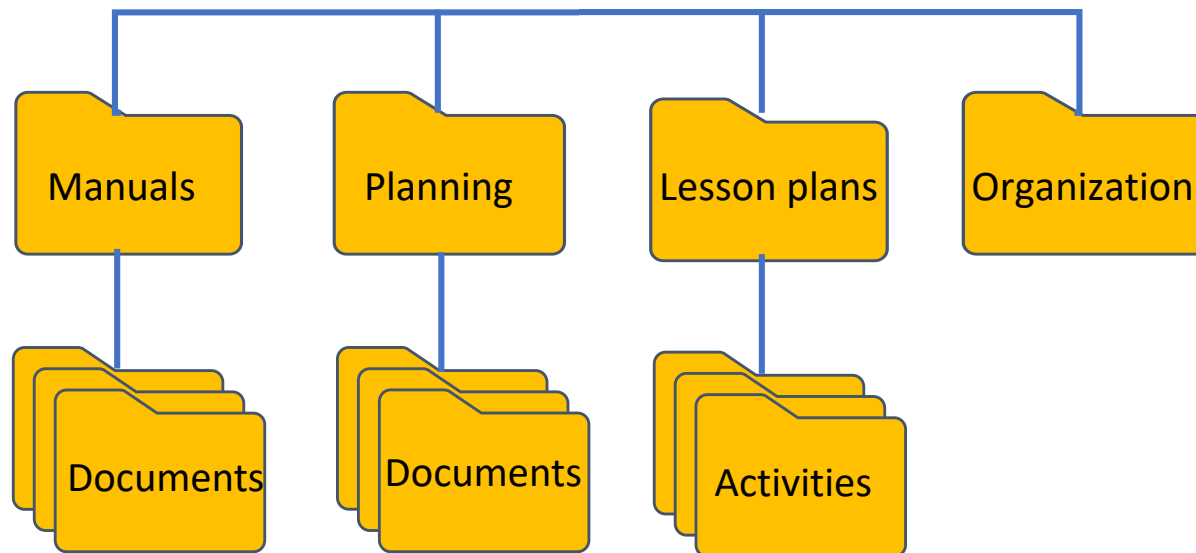 Manuals
Planning
Lesson plans
Organization
Documents
Documents
Activities